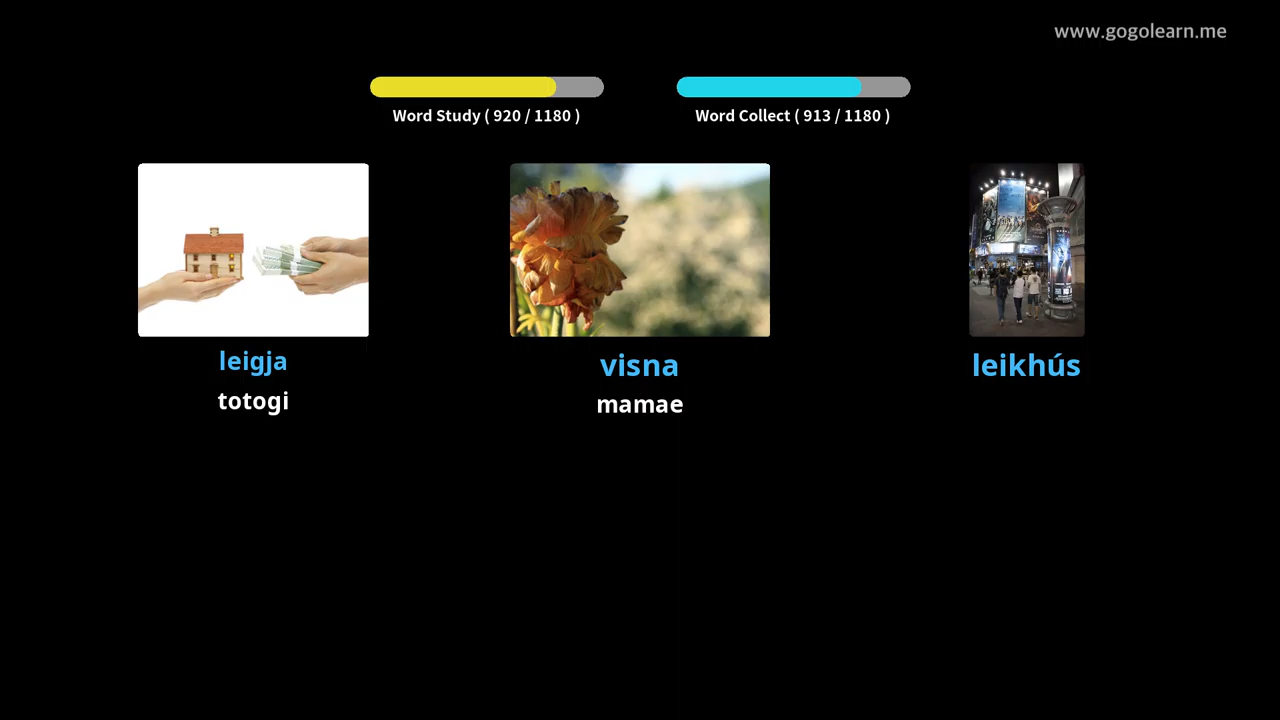 www.gogolearn.me
Word Study ( 920 / 1180 )
Word Collect ( 913 / 1180 )
leigja
totogi
visna
mamae
leikhús